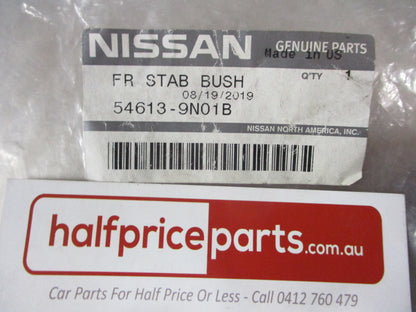 NISSAN GENUINE PARTS
Made in US
FR STAB BUSH Q'TY 1
08/19/2019
54613-9N01B
NISSAN NORTH AMERICA, INC.
halfpriceparts.com.au
Car Parts For Half Price Or Less - Call 0412 760 479